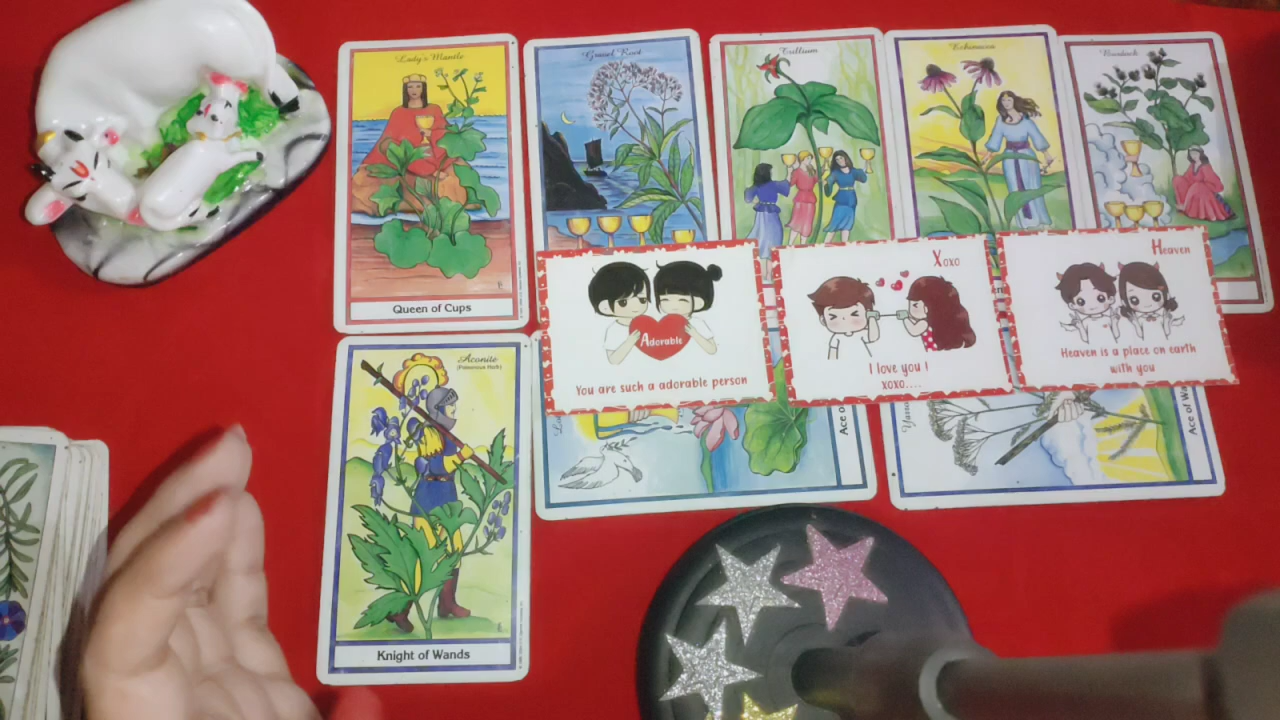 Lady's Mantle
Gravel Root
Trillium
Echinacea
Burdock
Queen of Cups
Xoxo
Heaven
Adorable
You are such a adorable person
I love you !
xoxo....
Heaven is a place on earth
with you
Aconite
(Poisonous Herb)
Ace of
Ace of
Knight of Wands